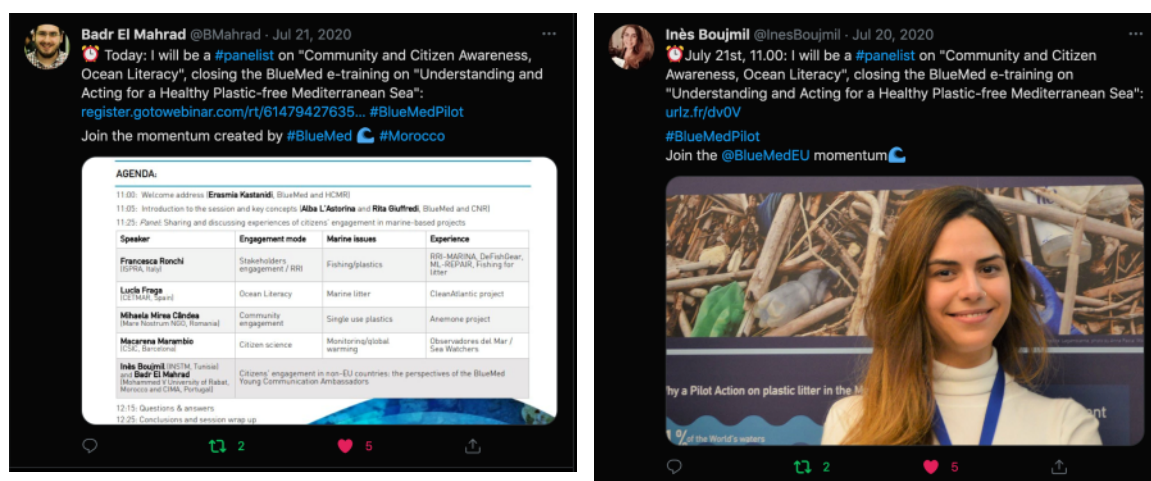 Badr El Mahrad @BMahrad · Jul 21, 2020
⏰ Today: I will be a #panelist on "Community and Citizen Awareness,
Ocean Literacy", closing the BlueMed e-training on "Understanding and
Acting for a Healthy Plastic-free Mediterranean Sea":
register.gotowebinar.com/rt/61479427635... #BlueMedPilot
Join the momentum created by #BlueMed 🌊 #Morocco
AGENDA:
11:00: Welcome address (Erasmia Kastanidi, BlueMed and HCMR)
11:05: Introduction to the session and key concepts (Alba L'Astorina and Rita Giuffredi, BlueMed and CNR)
11:25: Panel: Sharing and discussing experiences of citizens' engagement in marine-based projects
Speaker Engagement mode Marine issues Experience
Francesca Ronchi
(ISPRA, Italy)
Stakeholders
engagement / RRI
Fishing/plastics
RRI-MARINA, DeFishGear,
ML-REPAIR, Fishing for
litter
Lucía Fraga
(CETMAR, Spain)
Ocean Literacy
Marine litter
CleanAtlantic project
Mihaela Mirea Cândea
(Mare Nostrum NGO, Romania)
Community
engagement
Single use plastics
Anemone project
Macarena Marambio
(CSIC, Barcelona)
Citizen science
Monitoring/global
warming
Observadores del Mar /
Sea Watchers
Inès Boujmil (INSTM, Tunisia)
and Badr El Mahrad
(Mohammed V University of Rabat,
Morocco and CIMA, Portugal)
Citizens' engagement in non-EU countries: the perspectives of the BlueMed
Young Communication Ambassadors
12:15: Questions & answers
12:25: Conclusions and session wrap up
2 5
Inès Boujmil @InesBoujmil · Jul 20, 2020
⏰July 21st, 11.00: I will be a #panelist on "Community and Citizen
Awareness, Ocean Literacy", closing the BlueMed e-training on
"Understanding and Acting for a Healthy Plastic-free Mediterranean Sea":
urlz.fr/dv0V
#BlueMedPilot
Join the @BlueMedEU momentum🌊
hy a Pilot Action on plastic litter in the M
ent
1% of the World's waters
2 5